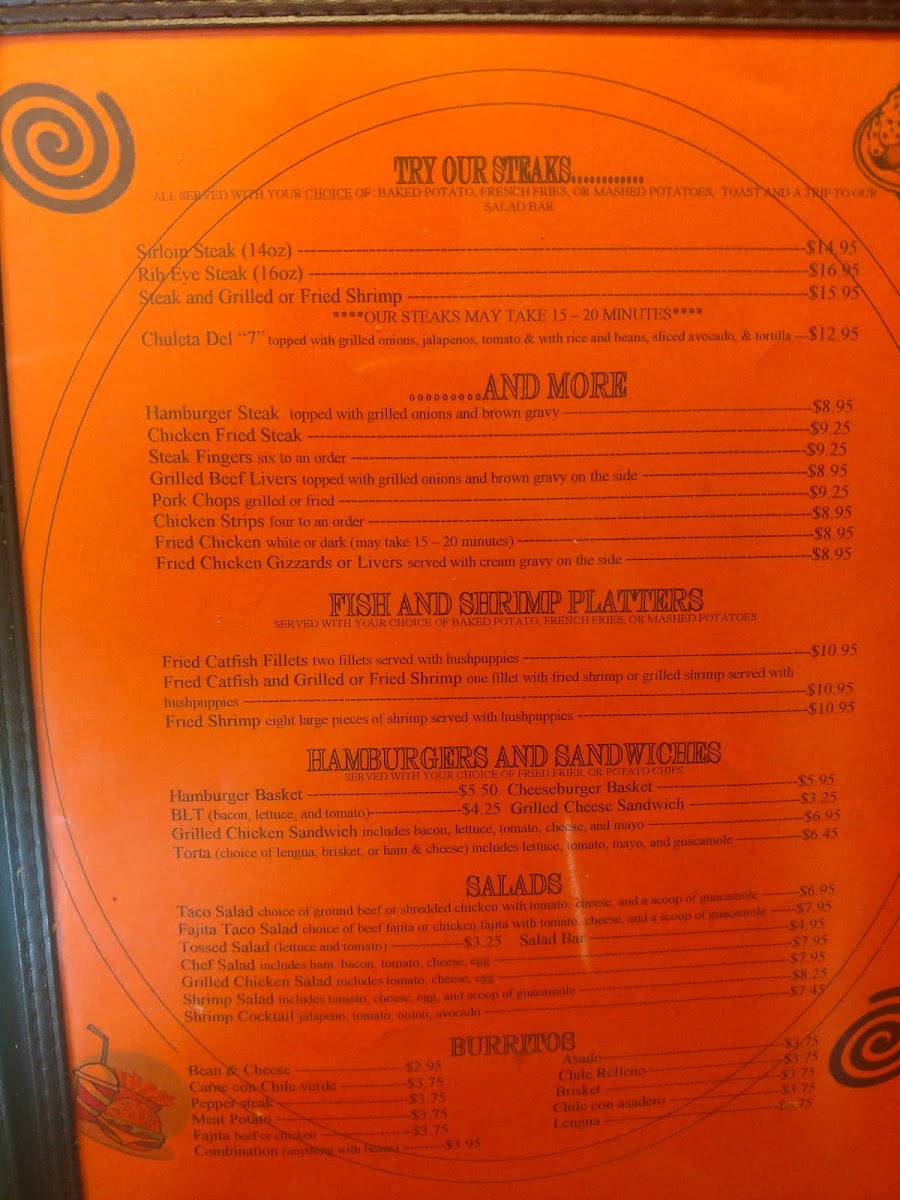 TRY OUR STEAKS............
ALL SERVED WITH YOUR CHOICE OF: BAKED POTATO, FRENCH FRIES, OR MASHED POTATOES, TOAST AND A TRIP TO OUR
SALAD BAR
Sirloin Steak (14oz) ---$14.95
Rib Eye Steak (16oz) ---$16.95
Steak and Grilled or Fried Shrimp ---$15.95
****OUR STEAKS MAY TAKE 15 – 20 MINUTES****
Chuleta Del “7” topped with grilled onions, jalapenos, tomato & with rice and beans, sliced avocado, & tortilla ---$12.95
.........AND MORE
Hamburger Steak topped with grilled onions and brown gravy ---$8.95
Chicken Fried Steak ---$9.25
Steak Fingers six to an order ---$9.25
Grilled Beef Livers topped with grilled onions and brown gravy on the side ---$8.95
Pork Chops grilled or fried ---$9.25
Chicken Strips four to an order ---$8.95
Fried Chicken white or dark (may take 15 – 20 minutes) ---$8.95
Fried Chicken Gizzards or Livers served with cream gravy on the side ---$8.95
FISH AND SHRIMP PLATTERS
SERVED WITH YOUR CHOICE OF BAKED POTATO, FRENCH FRIES, OR MASHED POTATOES
Fried Catfish Fillets two fillets served with hushpuppies ---$10.95
Fried Catfish and Grilled or Fried Shrimp one fillet with fried shrimp or grilled shrimp served with
hushpuppies ---$10.95
Fried Shrimp eight large pieces of shrimp served with hushpuppies ---$10.95
HAMBURGERS AND SANDWICHES
SERVED WITH YOUR CHOICE OF FRIED FRIES, OR POTATO CHIPS
Hamburger Basket ---$5.50 Cheeseburger Basket ---$5.95
BLT (bacon, lettuce, and tomato)---$4.25 Grilled Cheese Sandwich ---$3.25
Grilled Chicken Sandwich includes bacon, lettuce, tomato, cheese, and mayo ---$6.95
Torta (choice of lengua, brisket, or ham & cheese) includes lettuce, tomato, mayo, and guacamole ---$6.45
SALADS
Taco Salad choice of ground beef or shredded chicken with tomato, cheese, and a scoop of guacamole ---$6.95
Fajita Taco Salad choice of beef fajita or chicken fajita with tomato, cheese, and a scoop of guacamole ---$7.95
Tossed Salad (lettuce and tomato) ---$3.25 Salad Bar ---$4.95
Chef Salad includes ham, bacon, tomato, cheese, egg ---$7.95
Grilled Chicken Salad includes tomato, cheese, egg ---$7.95
Shrimp Salad includes tomato, cheese, egg, and scoop of guacamole ---$8.25
Shrimp Cocktail jalapeno, tomato, onion, avocado ---$7.45
BURRITOS
Bean & Cheese ---$2.95
Carne con Chile verde ---$3.75
Pepper steak ---$3.75
Meat Potato ---$3.75
Fajita beef or chicken ---$3.75
Combination (anything with beans) ---$3.95
Asado ---$3.75
Chile Relleno ---$3.75
Brisket ---$3.75
Chile con asadero ---$3.75
Lengua ---